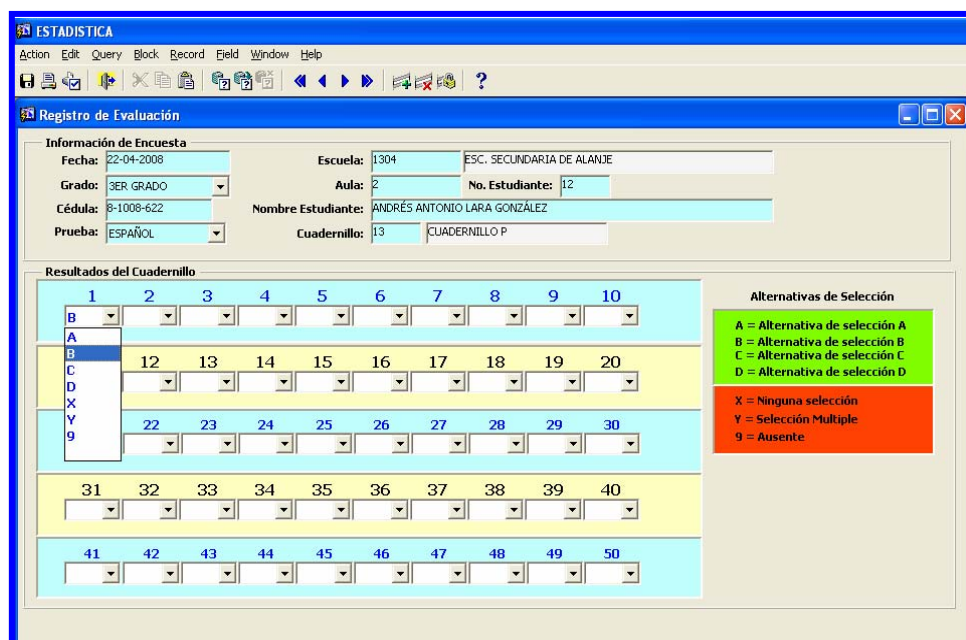 ESTADISTICA
Action Edit Query Block Record Field Window Help
Registro de Evaluación
Información de Encuesta
Fecha: 22-04-2008 Escuela: 1304 ESC. SECUNDARIA DE ALANJE
Grado: 3ER GRADO Aula: 2 No. Estudiante: 12
Cédula: 8-1008-622 Nombre Estudiante: ANDRÉS ANTONIO LARA GONZÁLEZ
Prueba: ESPAÑOL Cuadernillo: 13 CUADERNILLO P
Resultados del Cuadernillo
1 2 3 4 5 6 7 8 9 10
B
A
B
C
D
X
Y
9
12 13 14 15 16 17 18 19 20
22 23 24 25 26 27 28 29 30
31 32 33 34 35 36 37 38 39 40
41 42 43 44 45 46 47 48 49 50
Alternativas de Selección
A = Alternativa de selección A
B = Alternativa de selección B
C = Alternativa de selección C
D = Alternativa de selección D
X = Ninguna selección
Y = Selección Multiple
9 = Ausente